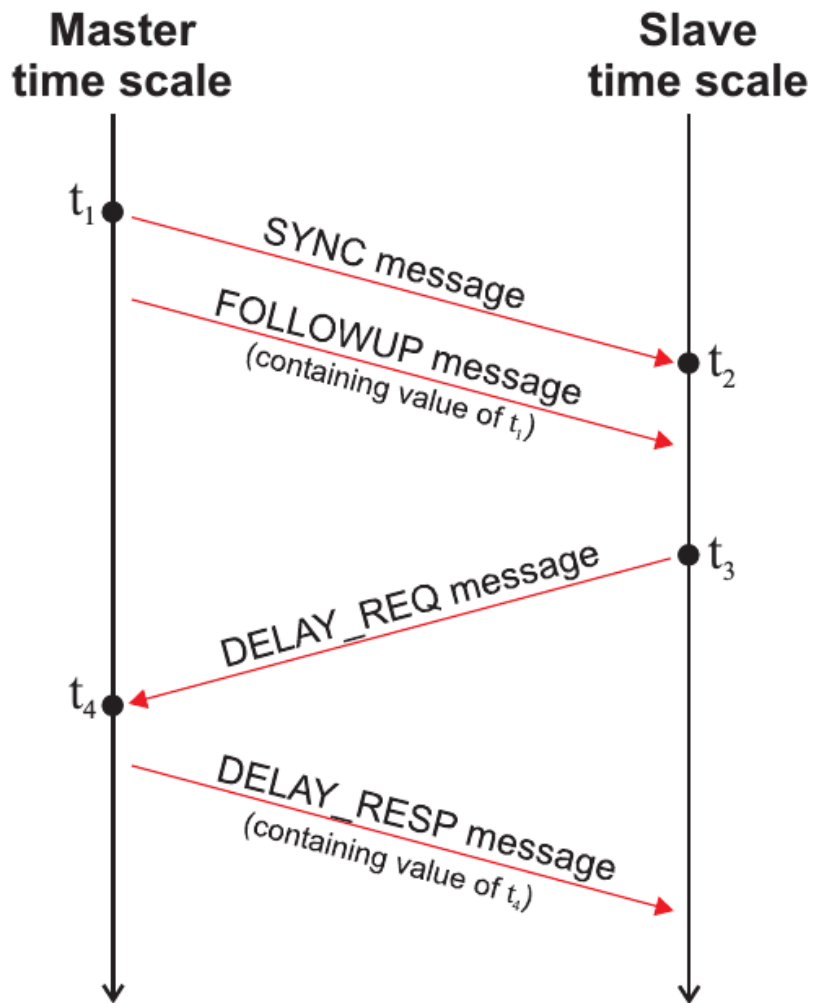 Master
time scale
Slave
time scale
t₁
SYNC message
FOLLOWUP message
(containing value of t₁)
t₂
t₃
DELAY_REQ message
t₄
DELAY_RESP message
(containing value of t₄)